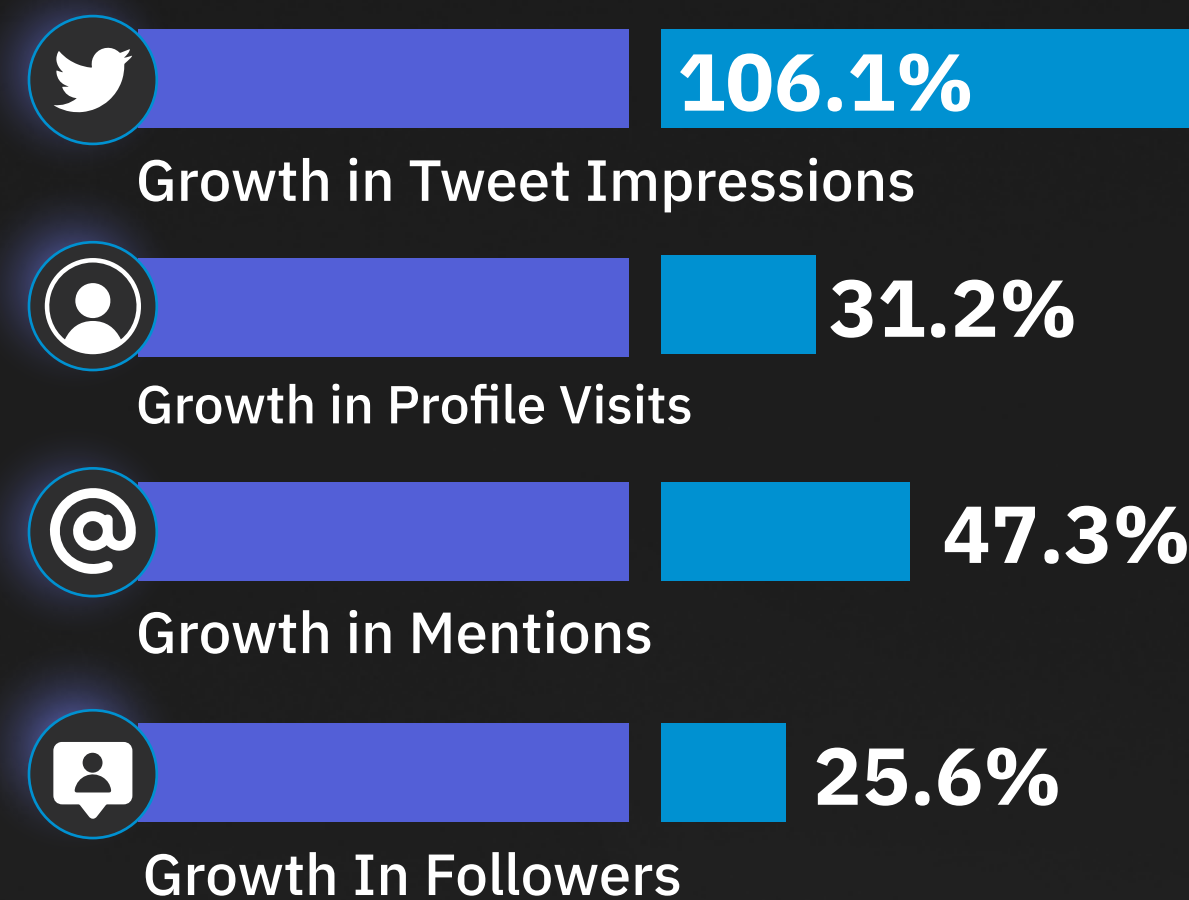 106.1%
Growth in Tweet Impressions
31.2%
Growth in Profile Visits
47.3%
Growth in Mentions
25.6%
Growth In Followers